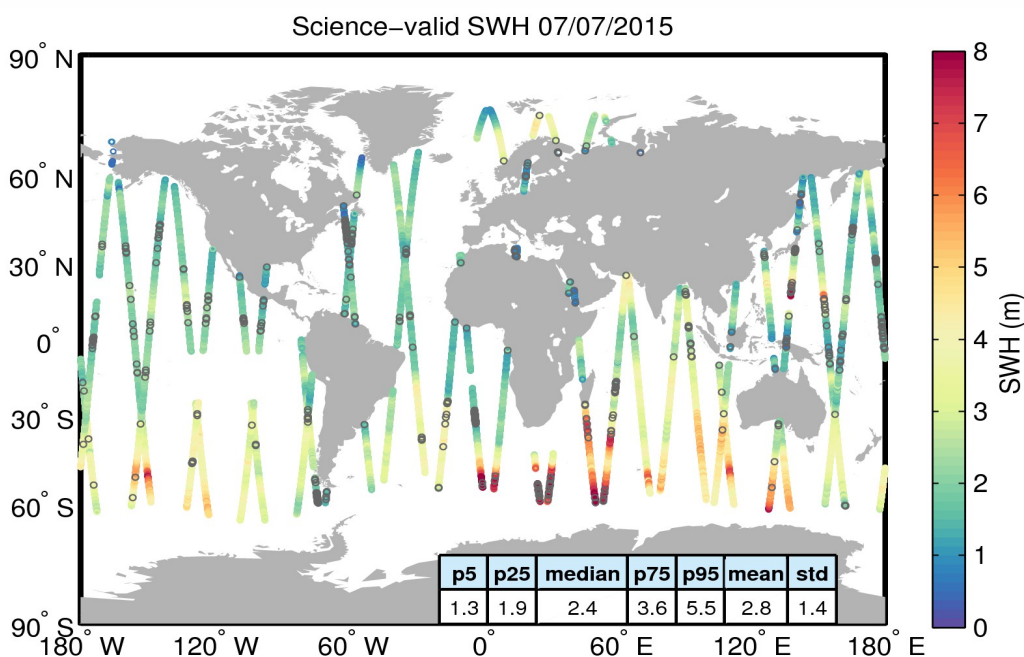 Science−valid SWH 07/07/2015
90° N
60° N
30° N
0°
30° S
60° S
90° S
180° W
120° W
60° W
0°
60° E
120° E
180° E
p5 p25 median p75 p95 mean std
1.3 1.9 2.4 3.6 5.5 2.8 1.4
8
7
6
5
4
3
2
1
0
SWH (m)